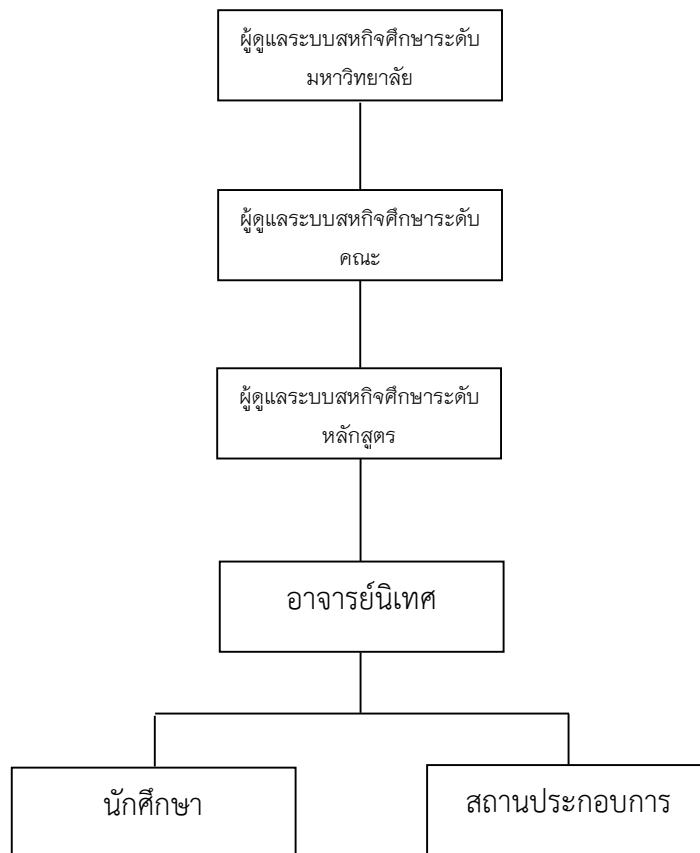 ผู้ดูแลระบบสหกิจศึกษาระดับ
มหาวิทยาลัย
ผู้ดูแลระบบสหกิจศึกษาระดับ
คณะ
ผู้ดูแลระบบสหกิจศึกษาระดับ
หลักสูตร
อาจารย์นิเทศ
นักศึกษา
สถานประกอบการ